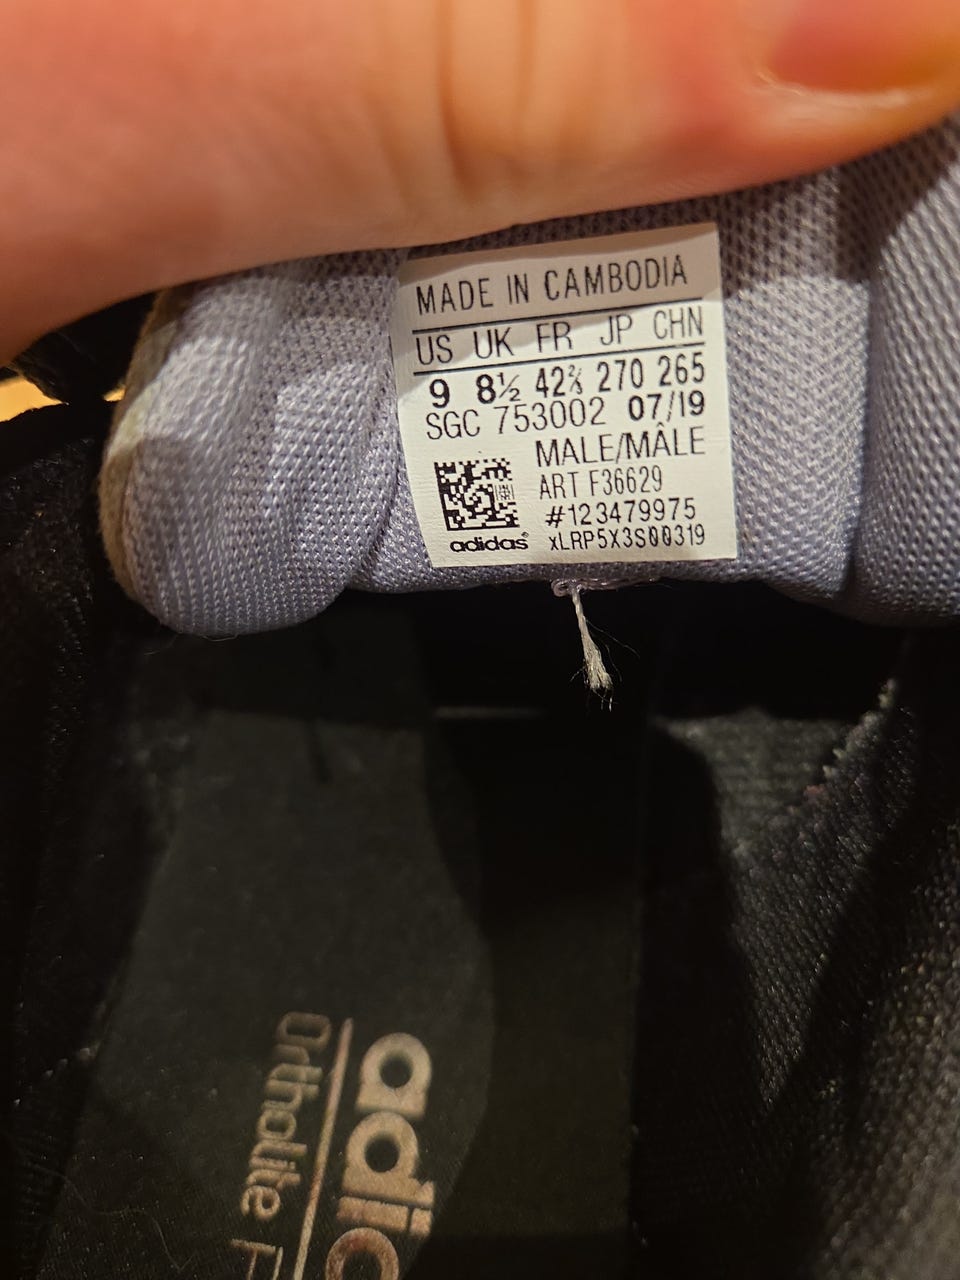 MADE IN CAMBODIA
US UK FR JP CHN
9 8½ 42⅔ 270 265
SGC 753002 07/19
MALE/MÂLE
ART F36629
#123479975
xLRP5X3S00319
adidas®
adid
Ortholite